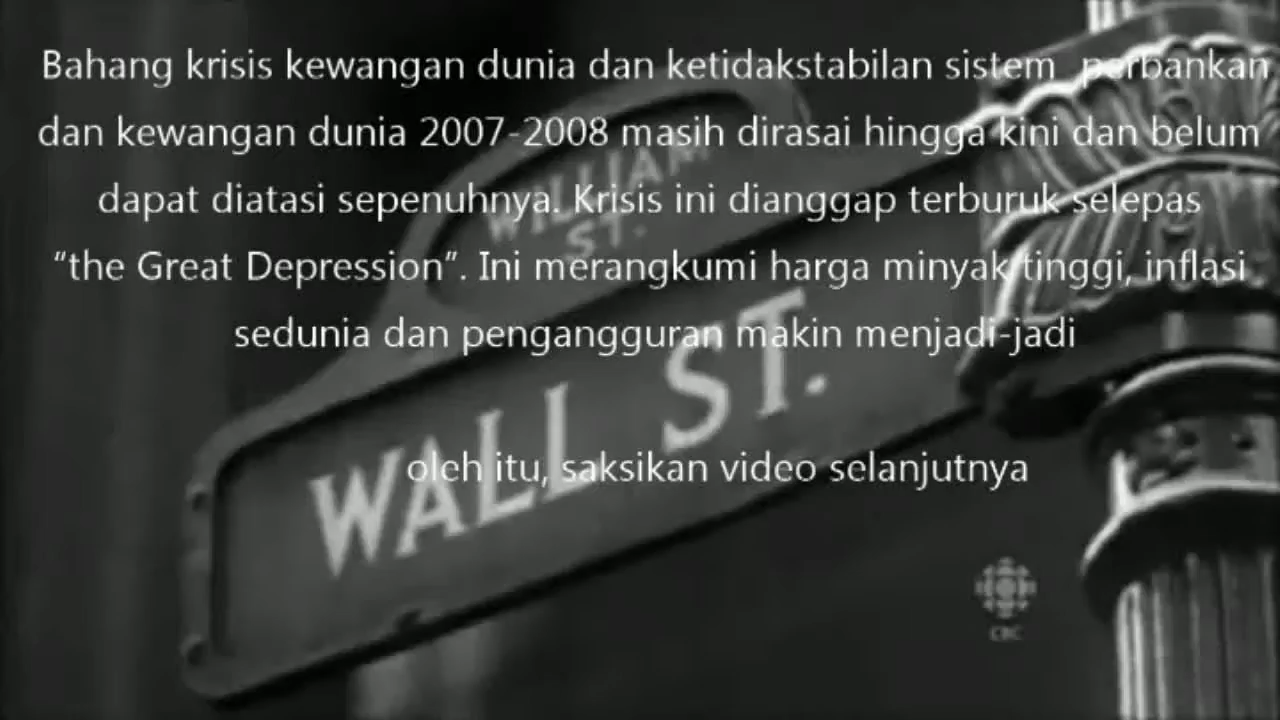 Bahang krisis kewangan dunia dan ketidakstabilan sistem perbankan
dan kewangan dunia 2007-2008 masih dirasai hingga kini dan belum
dapat diatasi sepenuhnya. Krisis ini dianggap terburuk selepas
“the Great Depression”. Ini merangkumi harga minyak tinggi, inflasi
sedunia dan pengangguran makin menjadi-jadi
oleh itu, saksikan video selanjutnya
WILLIAM
ST.
WALL ST.
CBC